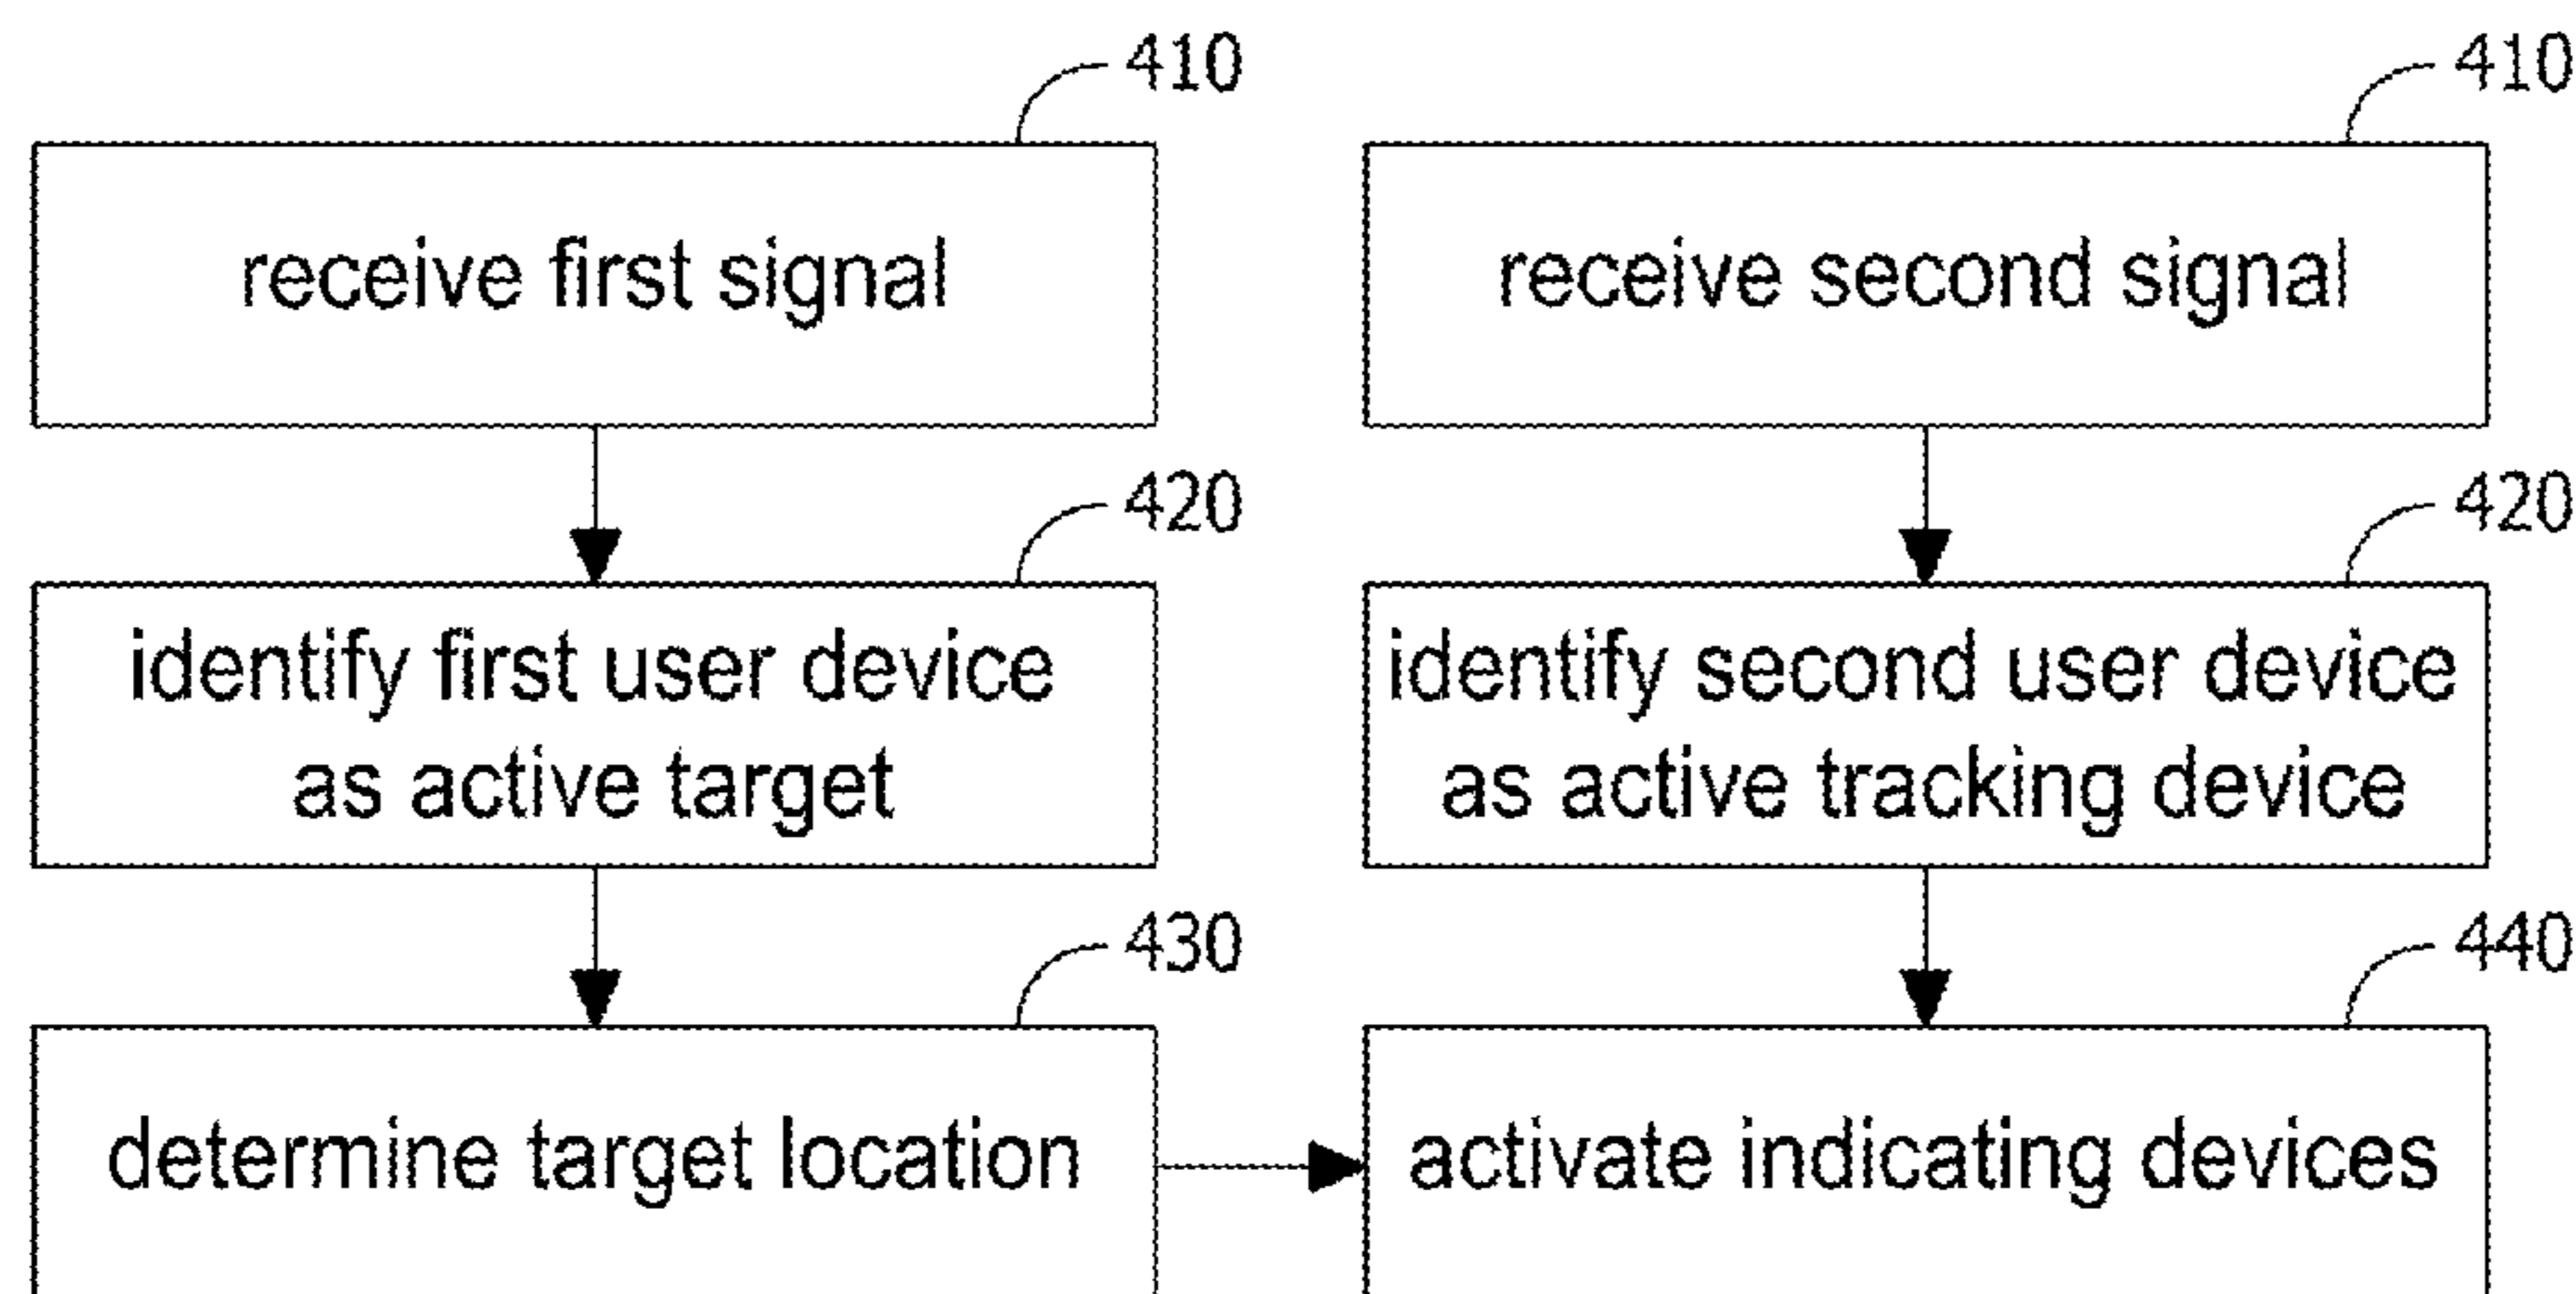 410
410
receive first signal
receive second signal
420
420
identify first user device
as active target
identify second user device
as active tracking device
430
440
determine target location
activate indicating devices